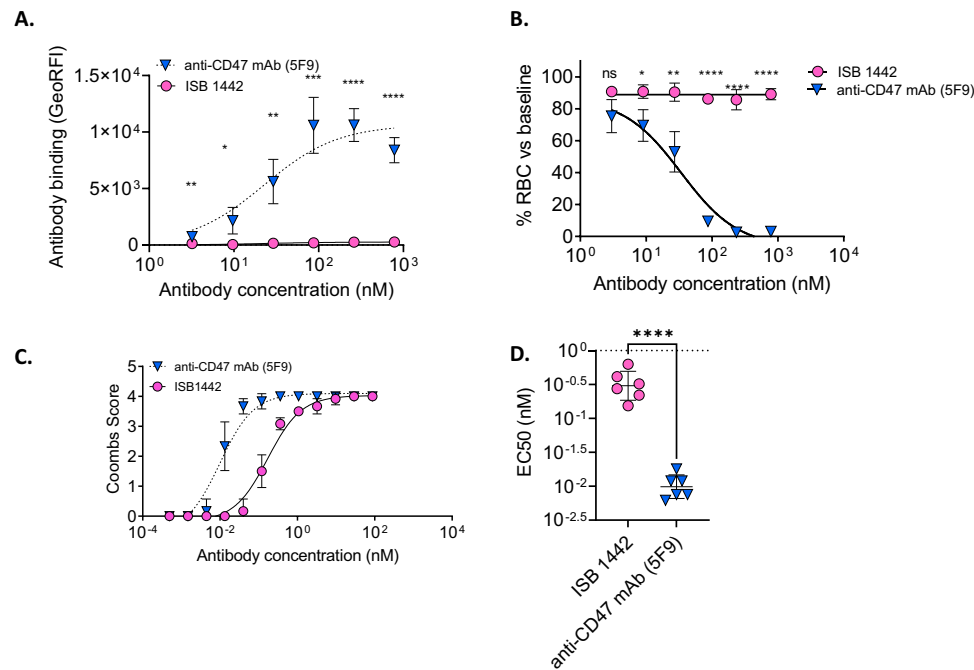 A.
anti-CD47 mAb (5F9)
ISB 1442
Antibody binding (GeoRFI)
1.5×10⁴
1×10⁴
5×10³
0
** * ** *** **** ****
10⁰ 10¹ 10² 10³
Antibody concentration (nM)
B.
ISB 1442
anti-CD47 mAb (5F9)
% RBC vs baseline
100
80
60
40
20
0
ns * ** **** **** ****
10⁰ 10¹ 10² 10³ 10⁴
Antibody concentration (nM)
C.
anti-CD47 mAb (5F9)
ISB1442
Coombs Score
5
4
3
2
1
0
10⁻⁴ 10⁻² 10⁰ 10² 10⁴
Antibody concentration (nM)
D.
****
EC50 (nM)
10⁰
10⁻⁰·⁵
10⁻¹
10⁻¹·⁵
10⁻²
10⁻²·⁵
ISB 1442
anti-CD47 mAb (5F9)